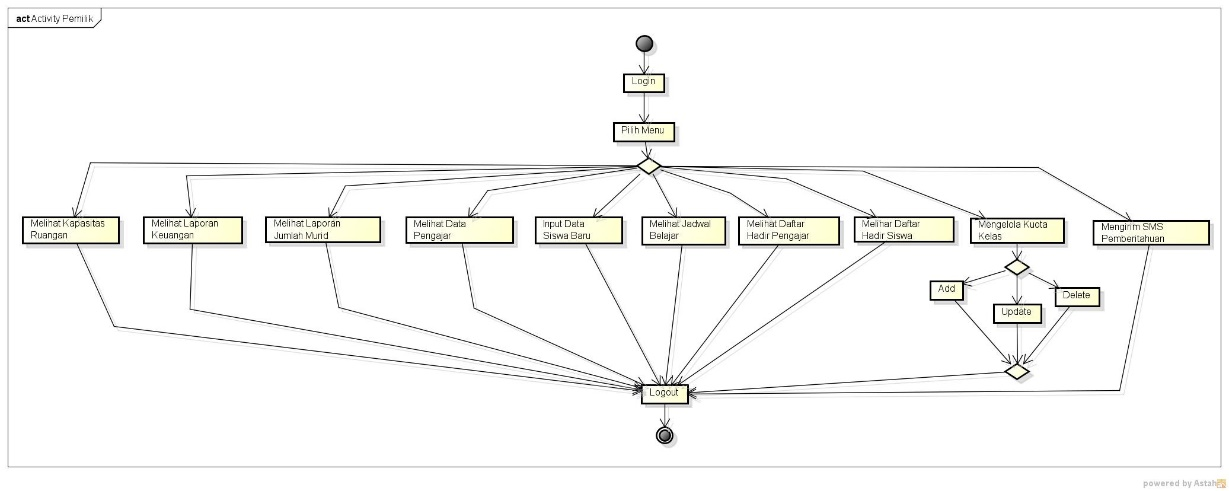 act Activity Pemilik
Login
Pilih Menu
Melihat Kapasitas
Ruangan
Melihat Laporan
Keuangan
Melihat Laporan
Jumlah Murid
Melihat Data
Pengajar
Input Data
Siswa Baru
Melihat Jadwal
Belajar
Melihat Daftar
Hadir Pengajar
Melihar Daftar
Hadir Siswa
Mengelola Kuota
Kelas
Mengirim SMS
Pemberitahuan
Add
Delete
Update
Logout
powered by Astah